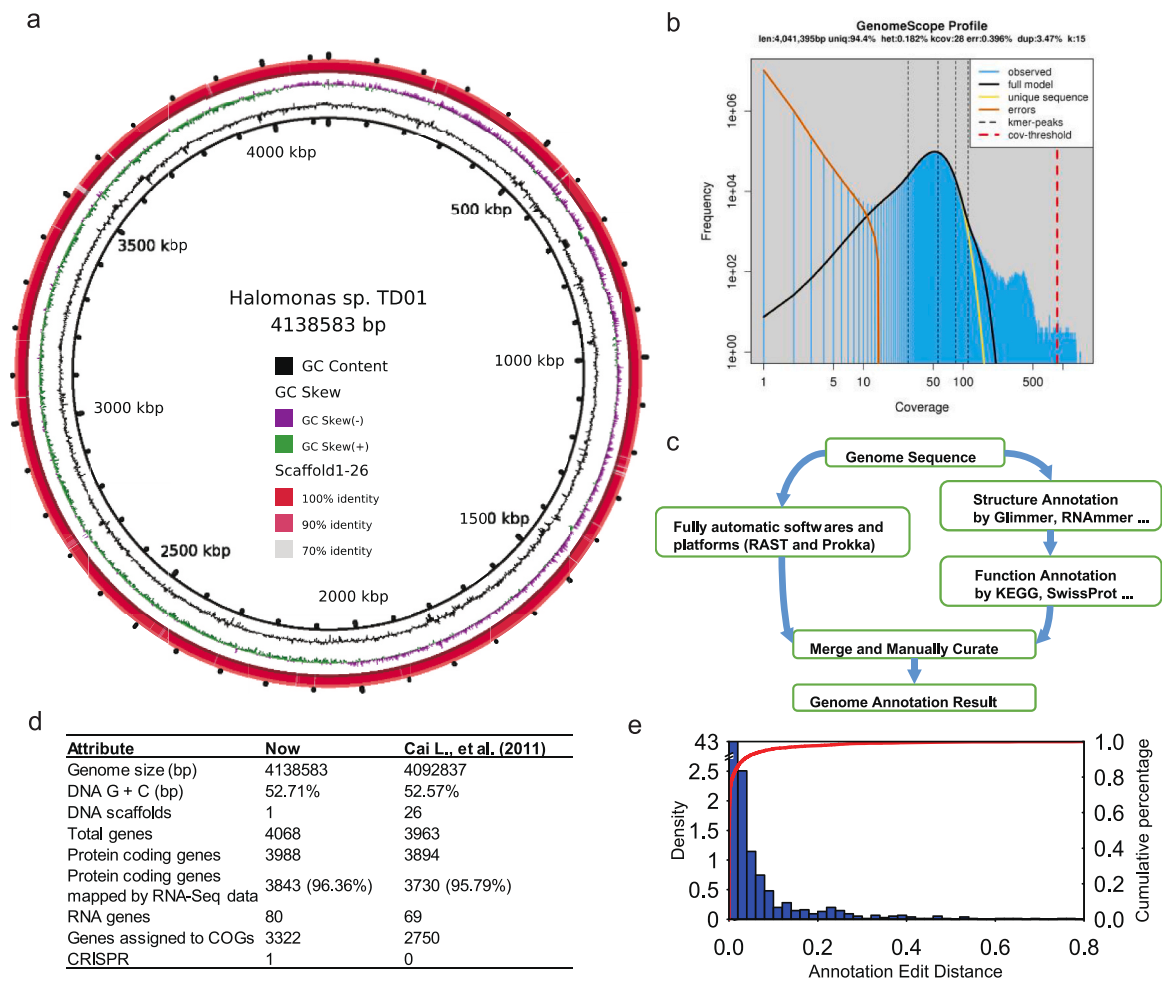 a
4000 kbp
500 kbp
3500 kbp
Halomonas sp. TD01
4138583 bp
GC Content
1000 kbp
GC Skew
3000 kbp
GC Skew(-)
GC Skew(+)
Scaffold1-26
100% identity
90% identity
1500 kbp
70% identity
2500 kbp
2000 kbp
b
GenomeScope Profile
len:4,041,395bp uniq:94.4% het:0.182% kcov:28 err:0.396% dup:3.47% k:15
observed
full model
unique sequence
errors
kmer-peaks
cov-threshold
Frequency
1e+06
1e+04
1e+02
1e+00
1 5 10 50 100 500
Coverage
c
Genome Sequence
Fully automatic softwares and
platforms (RAST and Prokka)
Structure Annotation
by Glimmer, RNAmmer ...
Function Annotation
by KEGG, SwissProt ...
Merge and Manually Curate
Genome Annotation Result
d
Attribute Now Cai L., et al. (2011)
Genome size (bp) 4138583 4092837
DNA G + C (bp) 52.71% 52.57%
DNA scaffolds 1 26
Total genes 4068 3963
Protein coding genes 3988 3894
Protein coding genes
mapped by RNA-Seq data 3843 (96.36%) 3730 (95.79%)
RNA genes 80 69
Genes assigned to COGs 3322 2750
CRISPR 1 0
e
43
2.5
2
1.5
1
0.5
0
Density
1.0
0.8
0.6
0.4
0.2
0.0
Cumulative percentage
0.0 0.2 0.4 0.6 0.8
Annotation Edit Distance